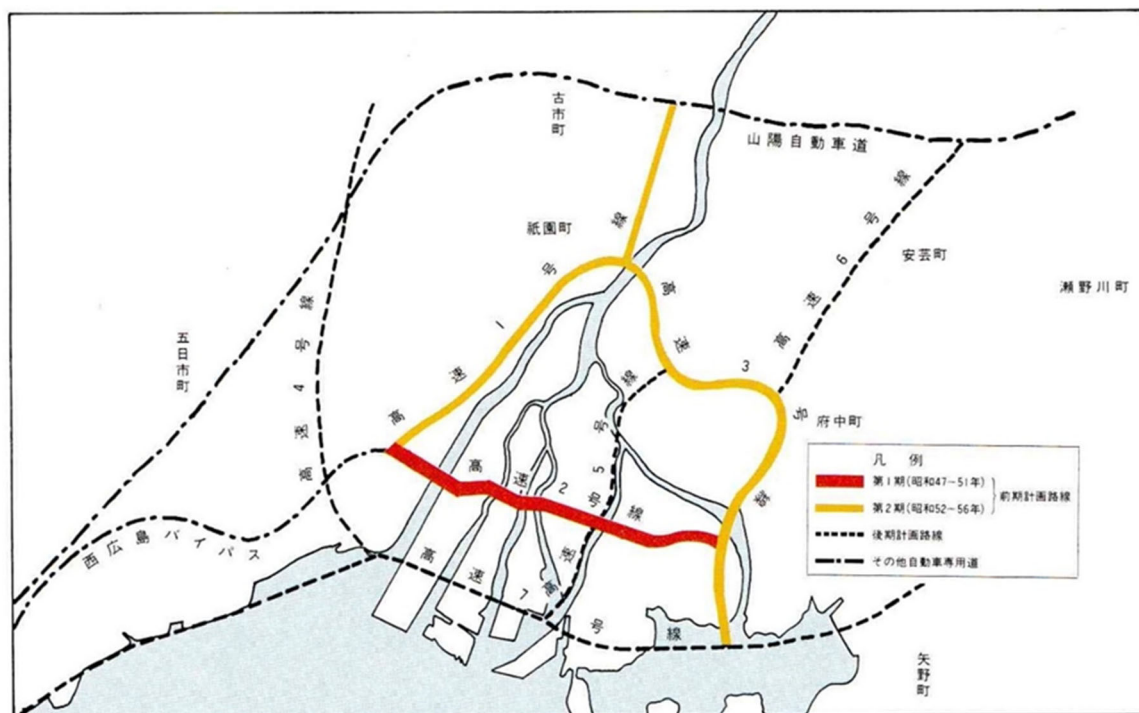 古市町
山陽自動車道
祇園町
安芸町
瀬野川町
五日市町
府中町
矢野町
西広島バイパス
高速1号線
高速2号線
高速3号線
高速4号線
高速5号線
高速6号線
高速7号線
高速
凡例
第1期(昭和47~51年)
第2期(昭和52~56年)
前期計画路線
後期計画路線
その他自動車専用道